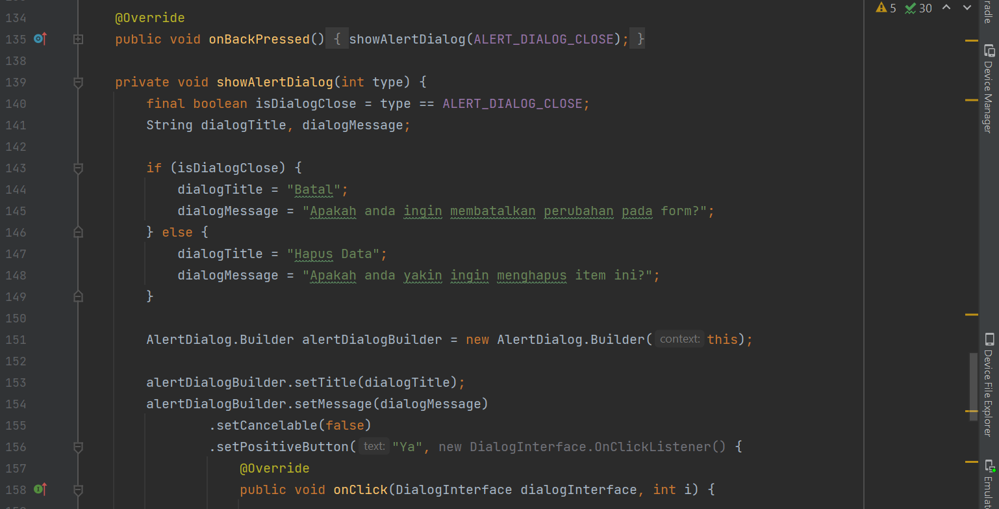 134 @Override
135 public void onBackPressed() { showAlertDialog(ALERT_DIALOG_CLOSE); }
138
139 private void showAlertDialog(int type) {
140 final boolean isDialogClose = type == ALERT_DIALOG_CLOSE;
141 String dialogTitle, dialogMessage;
142
143 if (isDialogClose) {
144 dialogTitle = "Batal";
145 dialogMessage = "Apakah anda ingin membatalkan perubahan pada form?";
146 } else {
147 dialogTitle = "Hapus Data";
148 dialogMessage = "Apakah anda yakin ingin menghapus item ini?";
149 }
150
151 AlertDialog.Builder alertDialogBuilder = new AlertDialog.Builder( context: this);
152
153 alertDialogBuilder.setTitle(dialogTitle);
154 alertDialogBuilder.setMessage(dialogMessage)
155 .setCancelable(false)
156 .setPositiveButton( text: "Ya", new DialogInterface.OnClickListener() {
157 @Override
158 public void onClick(DialogInterface dialogInterface, int i) {
5 30
radle
Device Manager
Device File Explorer
Emulat